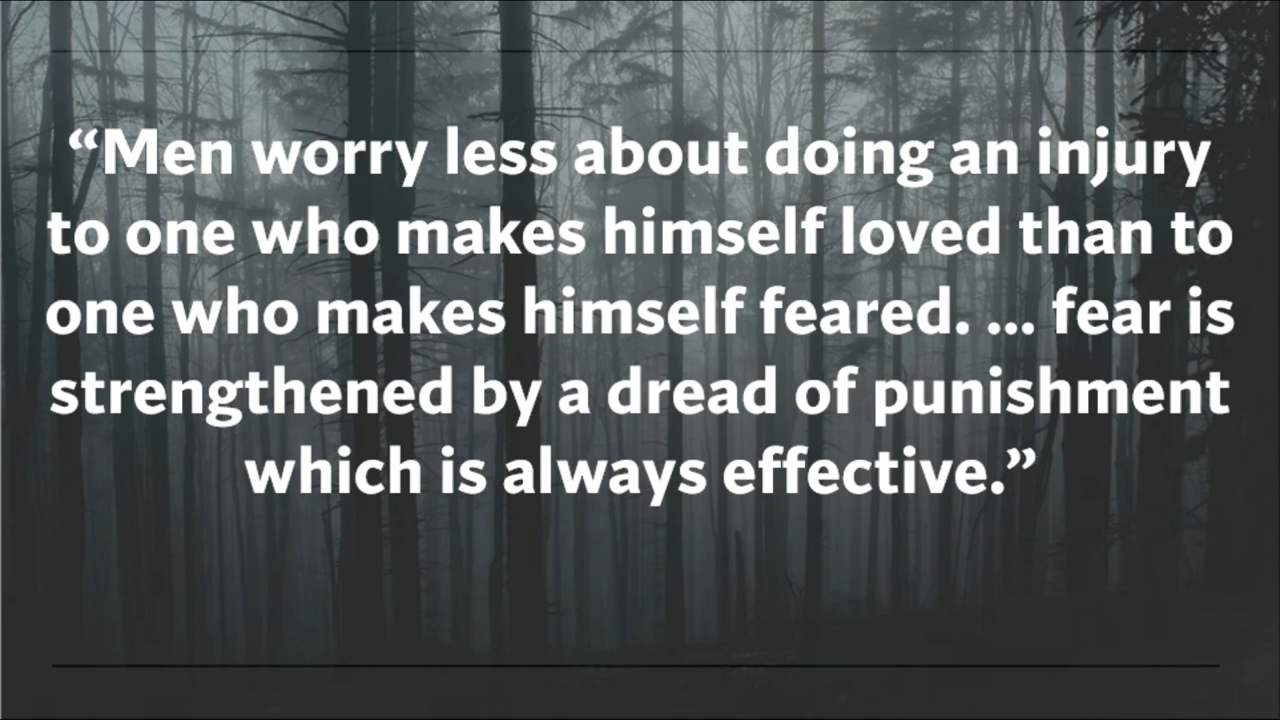 “Men worry less about doing an injury
to one who makes himself loved than to
one who makes himself feared. ... fear is
strengthened by a dread of punishment
which is always effective.”